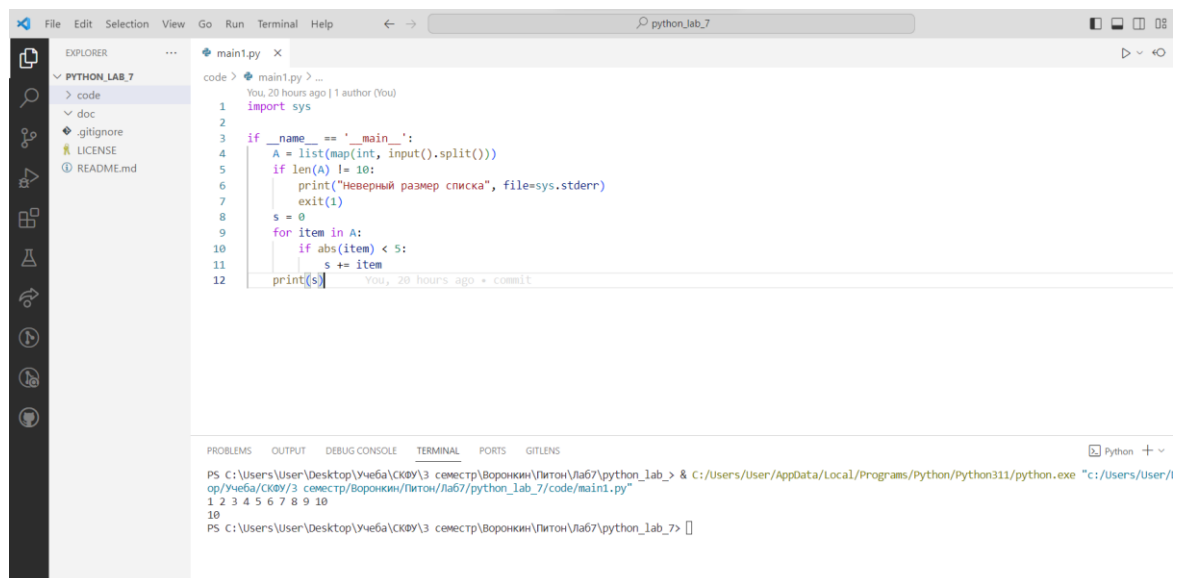 File Edit Selection View Go Run Terminal Help ← → python_lab_7
EXPLORER ...
PYTHON_LAB_7
> code
doc
.gitignore
LICENSE
README.md
main1.py ×
code > main1.py > ...
You, 20 hours ago | 1 author (You)
1 import sys
2
3 if __name__ == '__main__':
4 A = list(map(int, input().split()))
5 if len(A) != 10:
6 print("Неверный размер списка", file=sys.stderr)
7 exit(1)
8 s = 0
9 for item in A:
10 if abs(item) < 5:
11 s += item
12 print(s) You, 20 hours ago • commit
PROBLEMS OUTPUT DEBUG CONSOLE TERMINAL PORTS GITLENS Python
PS C:\Users\User\Desktop\Учеба\СКФУ\3 семестр\Воронкин\Питон\Лаб7\python_lab_> & C:/Users/User/AppData/Local/Programs/Python/Python311/python.exe "c:/Users/User/
op/Учеба/СКФУ/3 семестр/Воронкин/Питон/Лаб7/python_lab_7/code/main1.py"
1 2 3 4 5 6 7 8 9 10
10
PS C:\Users\User\Desktop\Учеба\СКФУ\3 семестр\Воронкин\Питон\Лаб7\python_lab_7>